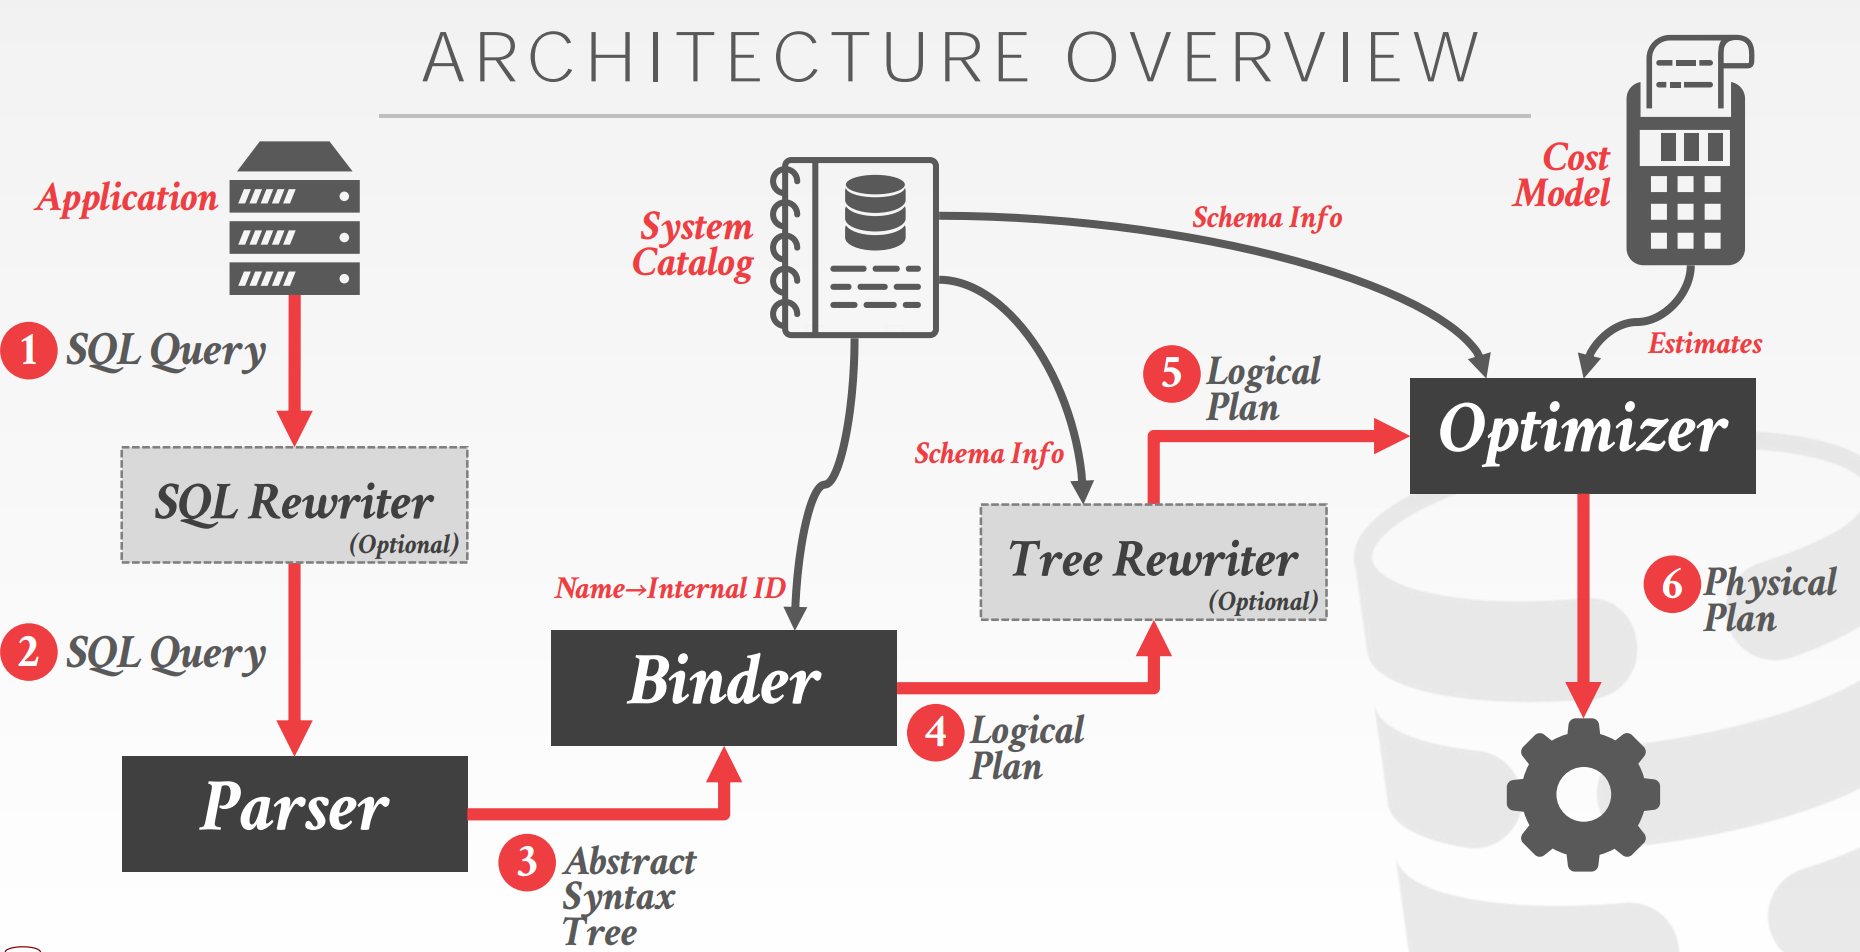 ARCHITECTURE OVERVIEW
Application
1 SQL Query
SQL Rewriter
(Optional)
2 SQL Query
Parser
3 Abstract
Syntax
Tree
System
Catalog
Name→Internal ID
Binder
4 Logical
Plan
Schema Info
Tree Rewriter
(Optional)
5 Logical
Plan
Schema Info
Cost
Model
Estimates
Optimizer
6 Physical
Plan